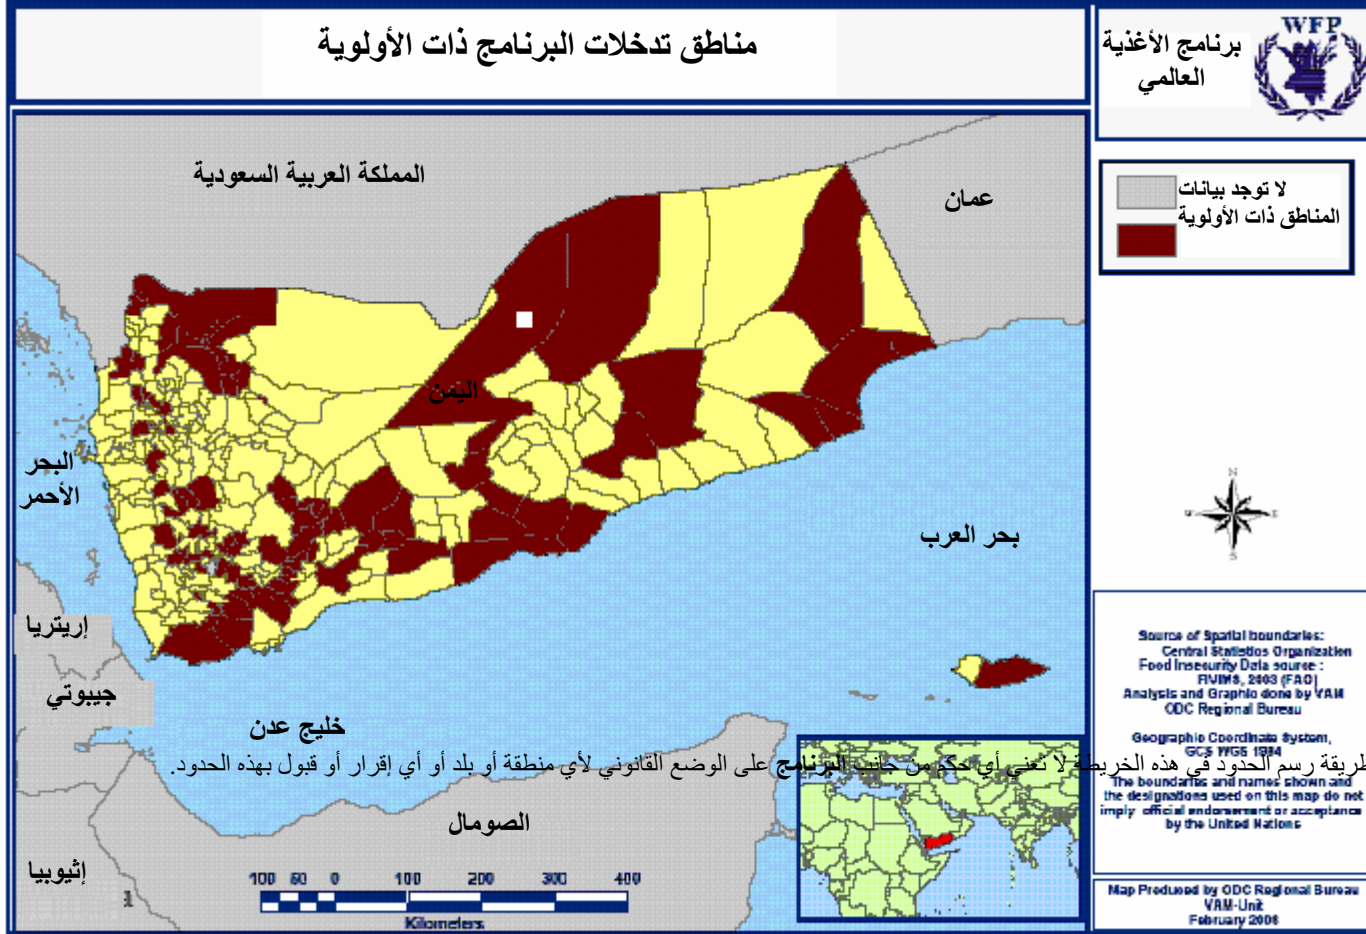 مناطق تدخلات البرنامج ذات الأولوية
WFP
برنامج الأغذية
العالمي
المملكة العربية السعودية
عمان
لا توجد بيانات
المناطق ذات الأولوية
اليمن
البحر
الأحمر
بحر العرب
N
W
E
S
إريتريا
جيبوتي
خليج عدن
طريقة رسم الحدود في هذه الخريطة لا تعني أي حكم من جانب البرنامج على الوضع القانوني لأي منطقة أو بلد أو أي إقرار أو قبول بهذه الحدود.
الصومال
إثيوبيا
100 50 0 100 200 300 400
Kilometers
Source of Spatial boundaries:
Central Statistics Organization
Food Insecurity Data source :
FIVIMS, 2003 (FAO)
Analysis and Graphic done by VAM
ODC Regional Bureau
Geographic Coordinate System,
GCS WGS 1984
The boundaries and names shown and
the designations used on this map do not
imply official endorsement or acceptance
by the United Nations
Map Produced by ODC Regional Bureau
VAM-Unit
February 2006